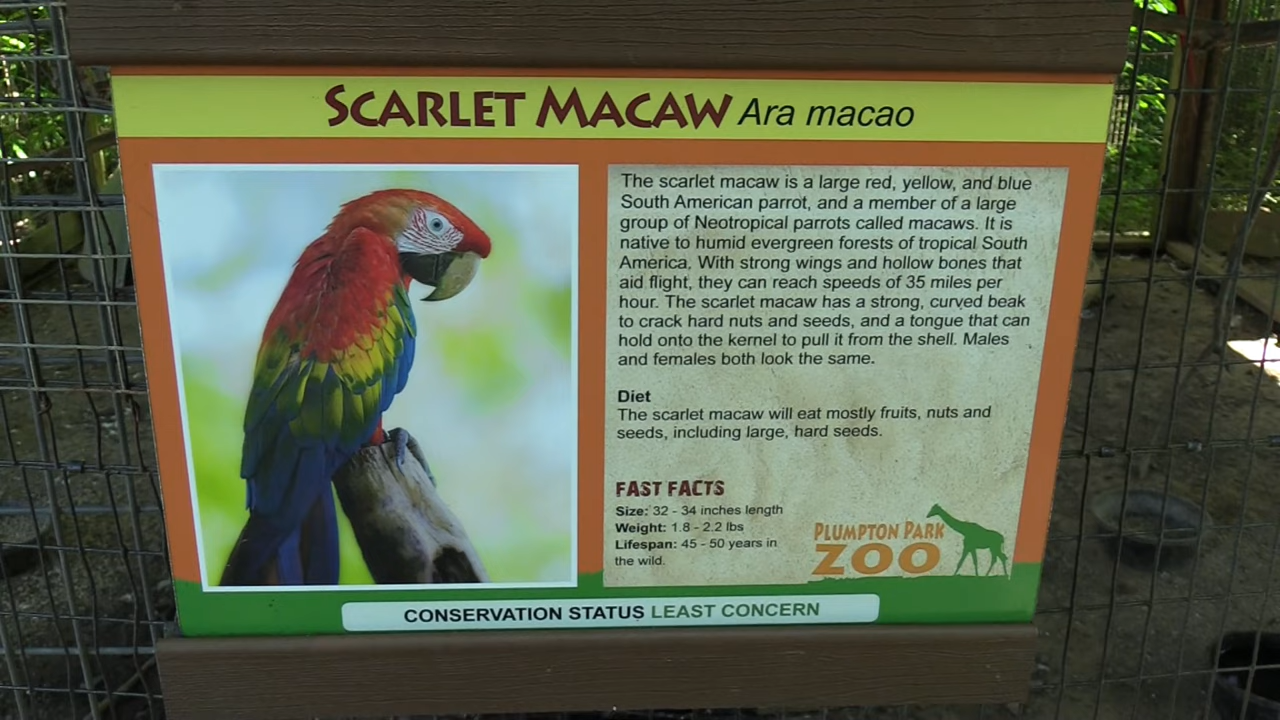 SCARLET MACAW Ara macao
The scarlet macaw is a large red, yellow, and blue
South American parrot, and a member of a large
group of Neotropical parrots called macaws. It is
native to humid evergreen forests of tropical South
America. With strong wings and hollow bones that
aid flight, they can reach speeds of 35 miles per
hour. The scarlet macaw has a strong, curved beak
to crack hard nuts and seeds, and a tongue that can
hold onto the kernel to pull it from the shell. Males
and females both look the same.
Diet
The scarlet macaw will eat mostly fruits, nuts and
seeds, including large, hard seeds.
FAST FACTS
Size: 32 - 34 inches length
Weight: 1.8 - 2.2 lbs
Lifespan: 45 - 50 years in
the wild.
PLUMPTON PARK
ZOO
CONSERVATION STATUS LEAST CONCERN